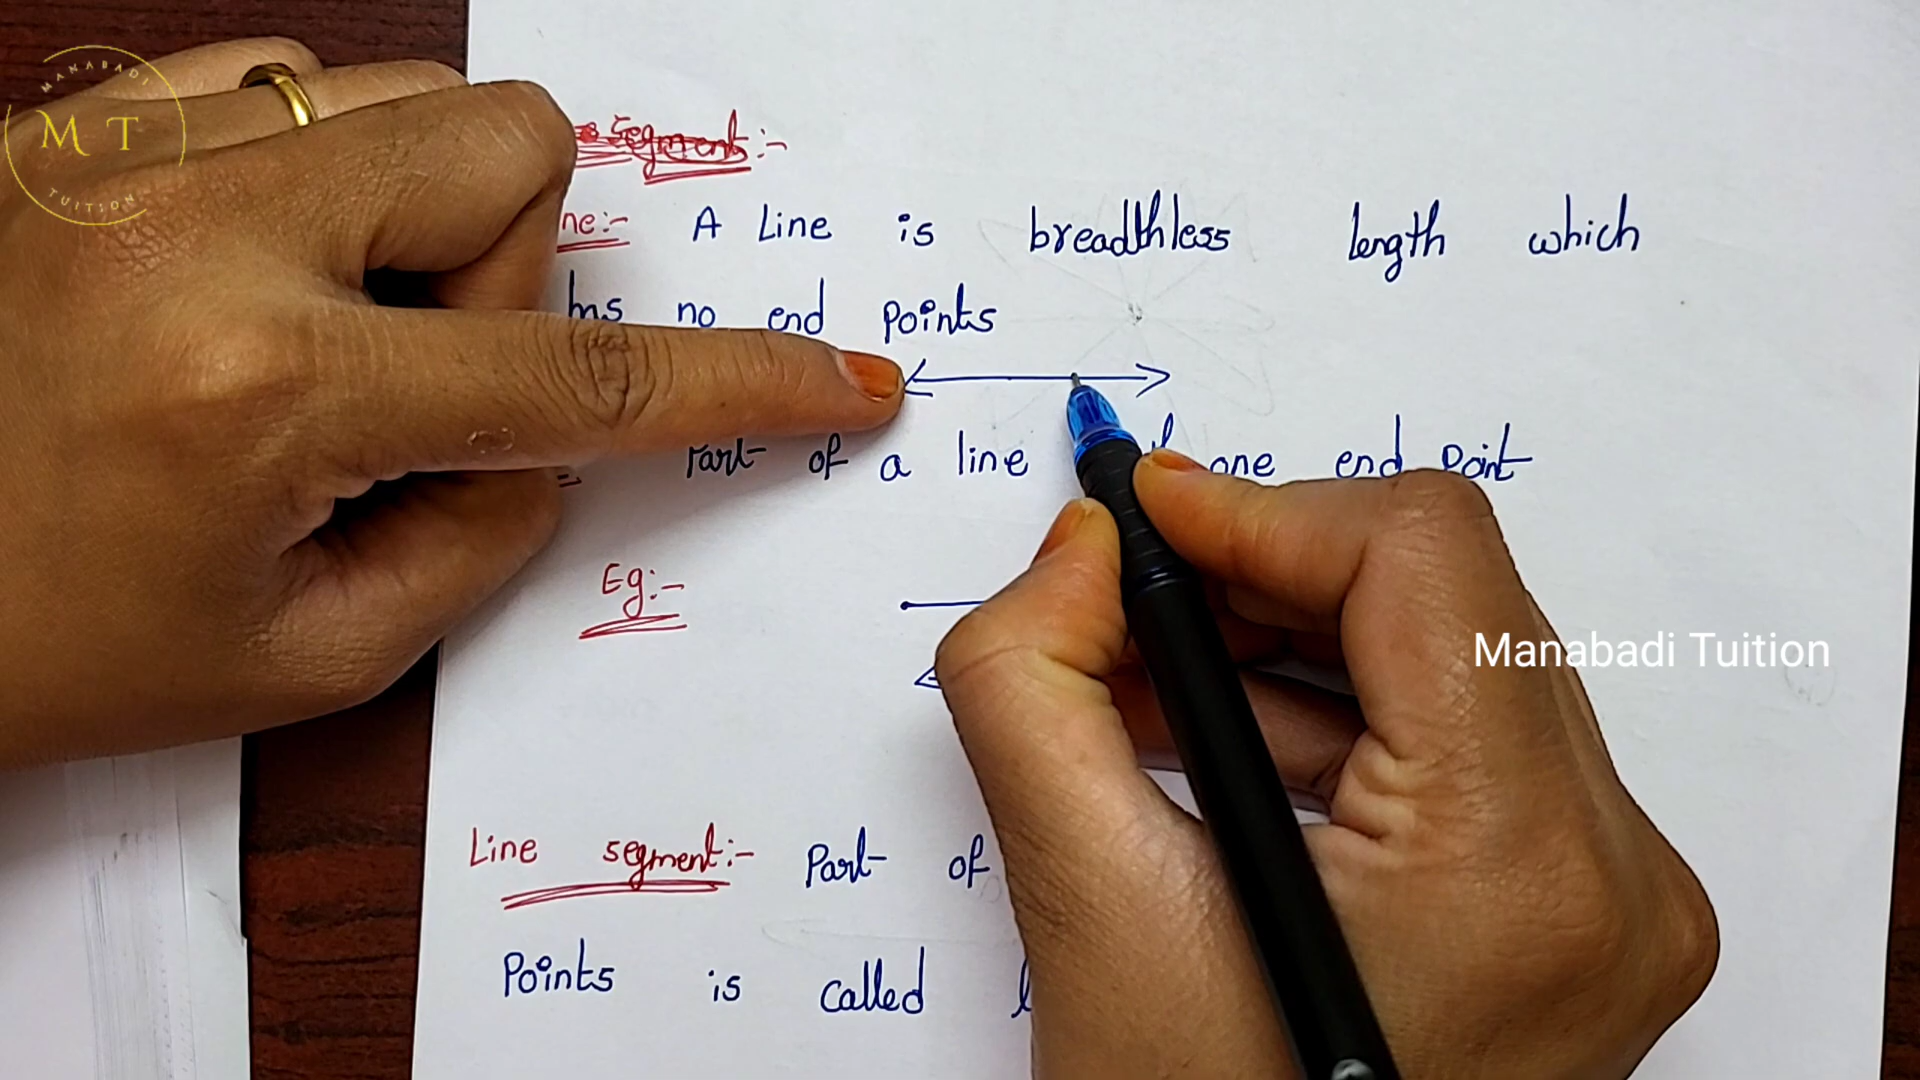 MANABADI
M T
TUITION
Segment:-
ne:- A Line is breadthless length which
has no end points
Part of a line one end Point
Eg:-
Manabadi Tuition
Line segment:- Part of
Points is called l